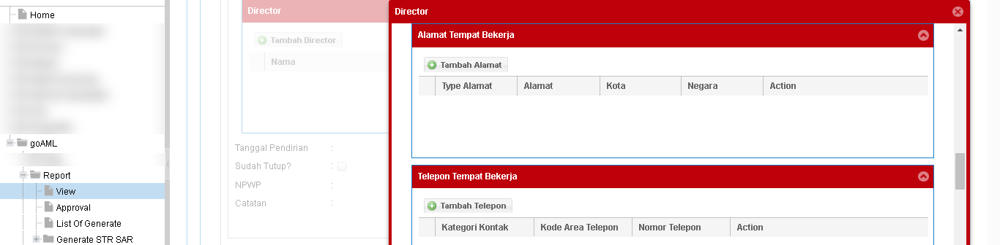 Home
goAML
Report
View
Approval
List Of Generate
Generate STR SAR
Director
Tambah Director
Nama
Tanggal Pendirian :
Sudah Tutup? :
NPWP :
Catatan :
Director
Alamat Tempat Bekerja
Tambah Alamat
Type Alamat Alamat Kota Negara Action
Telepon Tempat Bekerja
Tambah Telepon
Kategori Kontak Kode Area Telepon Nomor Telepon Action